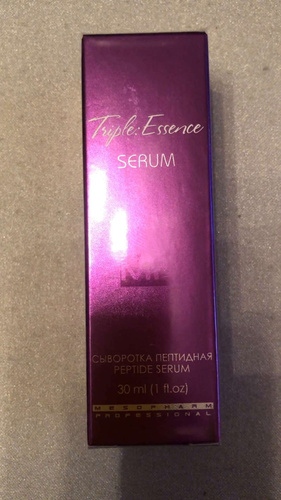 Triple: Essence
SERUM
СЫВОРОТКА ПЕПТИДНАЯ
PEPTIDE SERUM
30 ml (1 fl.oz)
MESOPHARM
PROFESSIONAL